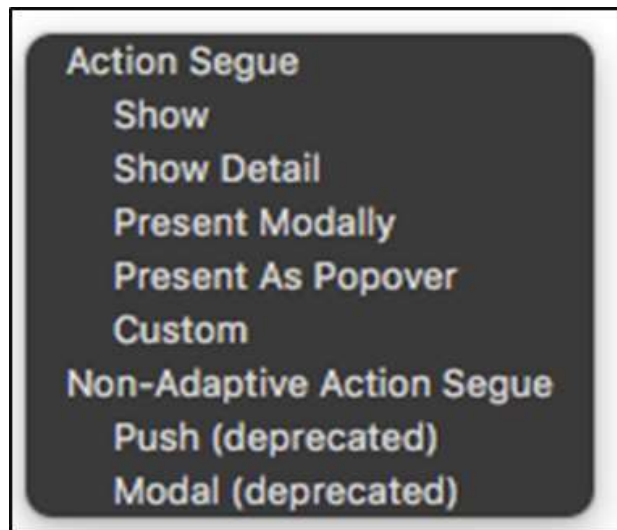 Action Segue
Show
Show Detail
Present Modally
Present As Popover
Custom
Non-Adaptive Action Segue
Push (deprecated)
Modal (deprecated)